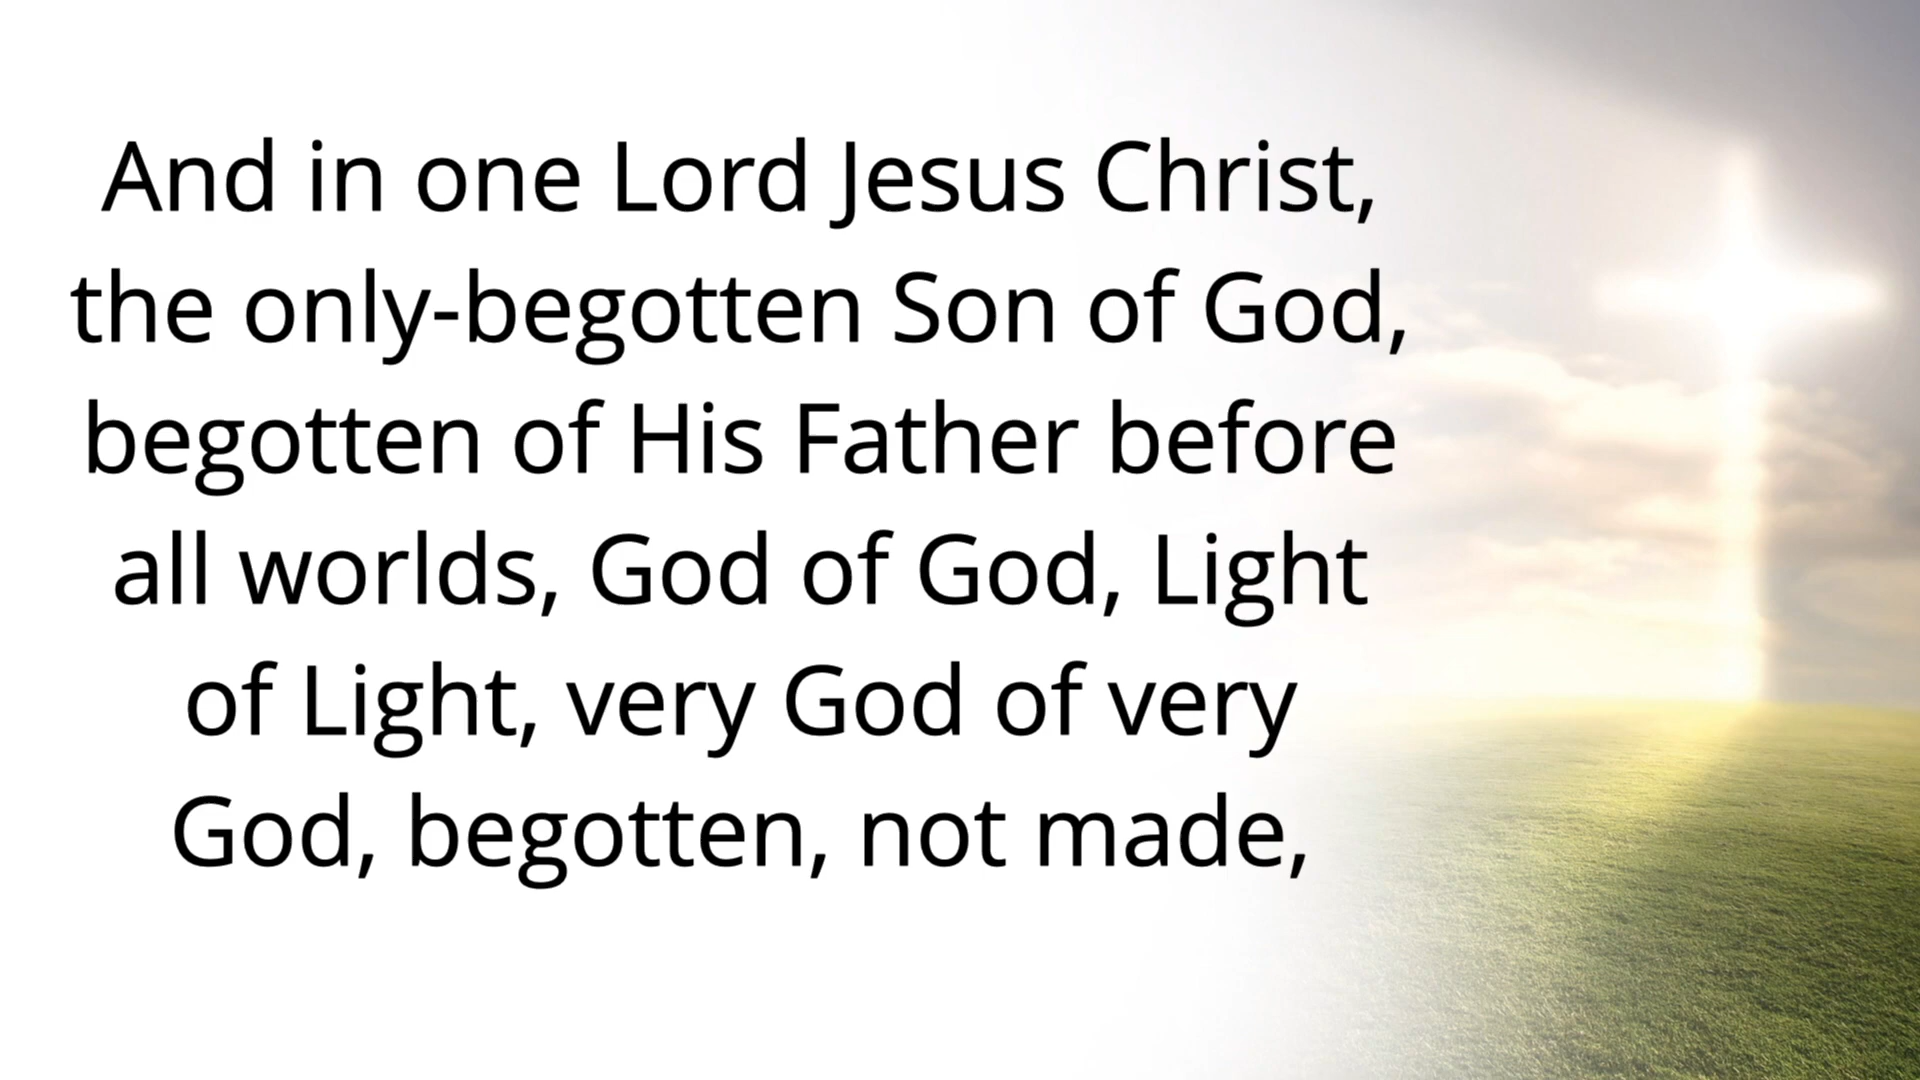 And in one Lord Jesus Christ,
the only-begotten Son of God,
begotten of His Father before
all worlds, God of God, Light
of Light, very God of very
God, begotten, not made,